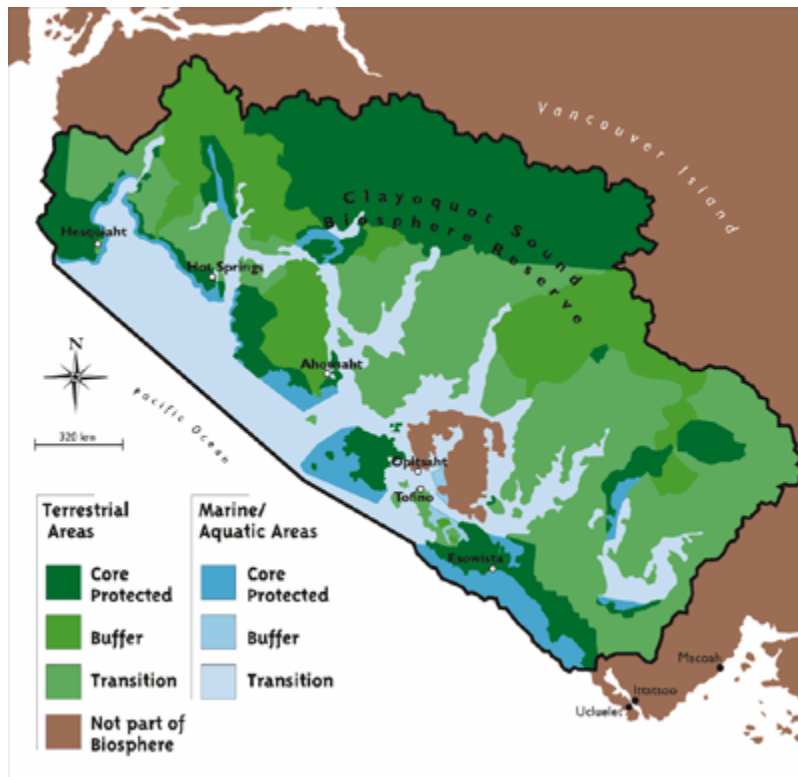 Vancouver Island
Clayoquot Sound
Biosphere Reserve
Hesquiaht
Hot Springs
Ahousaht
N
Pacific Ocean
320 km
Opitsaht
Tofino
Esowista
Macoah
Ittatsoo
Ucluelet
Terrestrial
Areas
Core
Protected
Buffer
Transition
Not part of
Biosphere
Marine/
Aquatic Areas
Core
Protected
Buffer
Transition